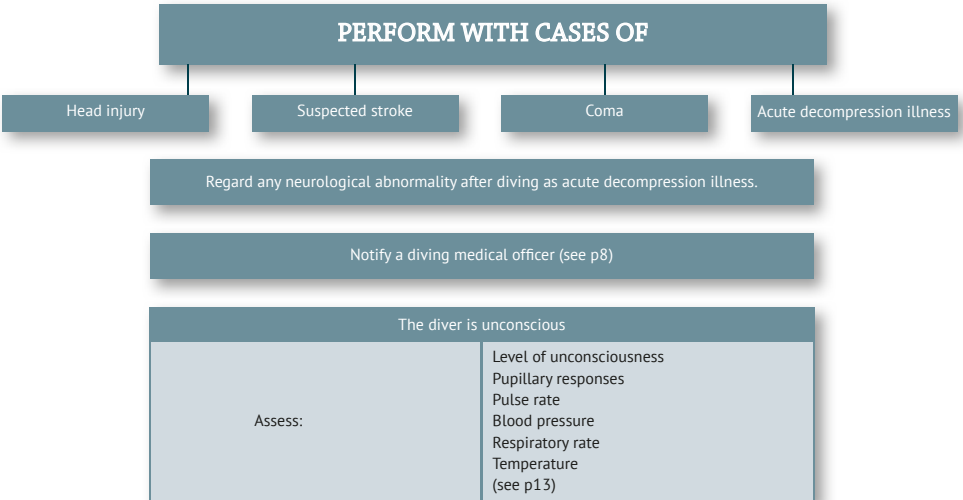 PERFORM WITH CASES OF
Head injury
Suspected stroke
Coma
Acute decompression illness
Regard any neurological abnormality after diving as acute decompression illness.
Notify a diving medical officer (see p8)
The diver is unconscious
Assess:
Level of unconsciousness
Pupillary responses
Pulse rate
Blood pressure
Respiratory rate
Temperature
(see p13)